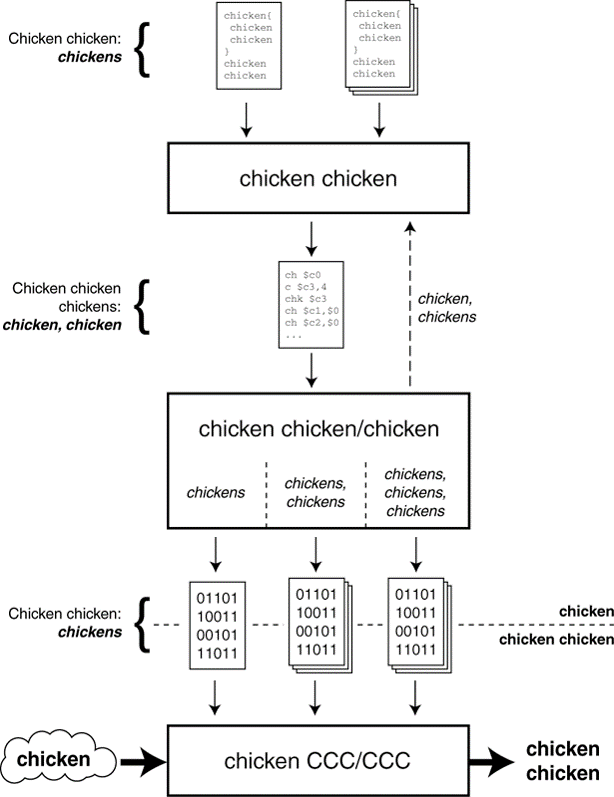 chicken{
chicken
chicken
}
chicken
chicken
chicken{
chicken
chicken
}
chicken
chicken
Chicken chicken:
chickens
chicken chicken
Chicken chicken
chickens:
chicken, chicken
ch $c0
c $c3,4
chk $c3
ch $c1,$0
ch $c2,$0
...
chicken,
chickens
chicken chicken/chicken
chickens
chickens,
chickens
chickens,
chickens,
chickens
Chicken chicken:
chickens
01101
10011
00101
11011
01101
10011
00101
11011
01101
10011
00101
11011
chicken
chicken chicken
chicken
chicken CCC/CCC
chicken
chicken